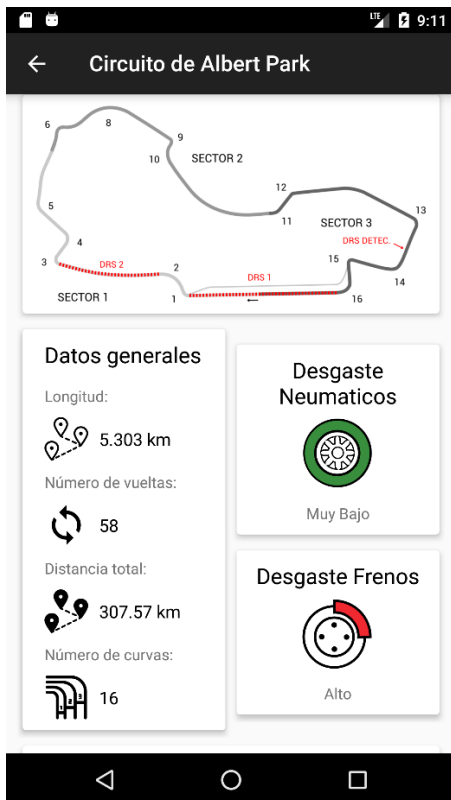 LTE 9:11
Circuito de Albert Park
6
8
9
10
SECTOR 2
12
11
13
5
SECTOR 3
DRS DETEC.
4
3
DRS 2
2
DRS 1
15
14
SECTOR 1
1
16
Datos generales
Longitud:
5.303 km
Número de vueltas:
58
Distancia total:
307.57 km
Número de curvas:
1 2 3
16
Desgaste
Neumaticos
Muy Bajo
Desgaste Frenos
Alto